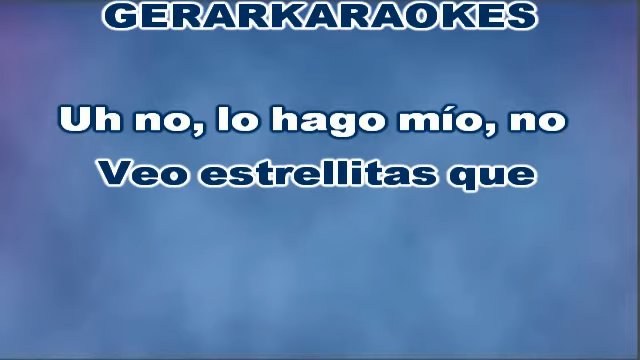 GERARKARAOKES
Uh no, lo hago mío, no
Veo estrellitas que